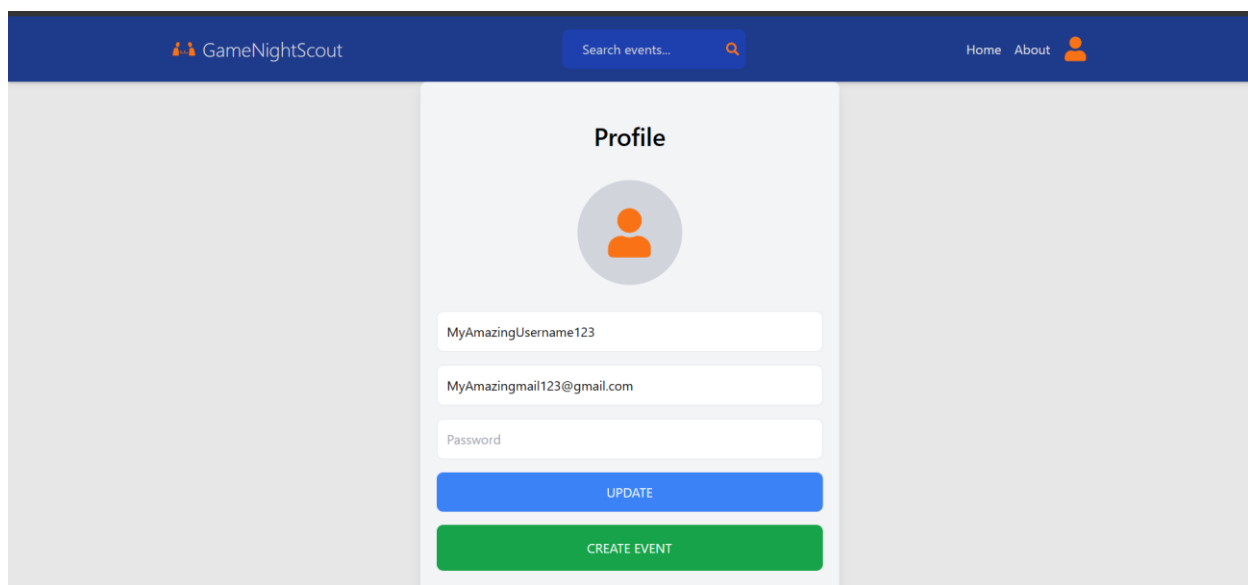 GameNightScout
Search events...
Home About
Profile
MyAmazingUsername123
MyAmazingmail123@gmail.com
Password
UPDATE
CREATE EVENT